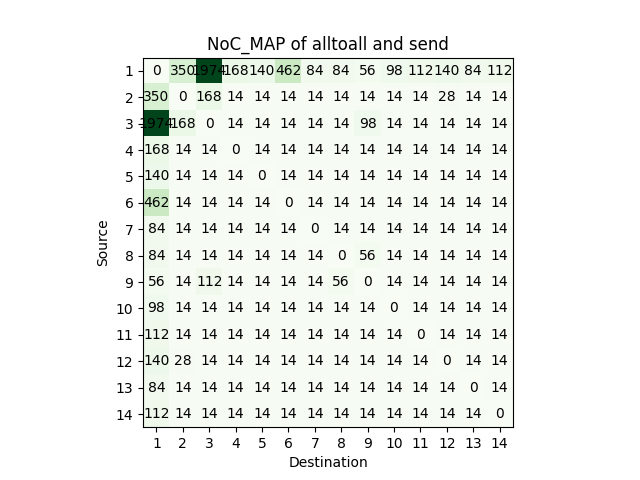 NoC_MAP of alltoall and send
1 0 350 1974 168 140 462 84 84 56 98 112 140 84 112
2 350 0 168 14 14 14 14 14 14 14 14 28 14 14
3 1974 168 0 14 14 14 14 14 98 14 14 14 14 14
4 168 14 14 0 14 14 14 14 14 14 14 14 14 14
5 140 14 14 14 0 14 14 14 14 14 14 14 14 14
6 462 14 14 14 14 0 14 14 14 14 14 14 14 14
7 84 14 14 14 14 14 0 14 14 14 14 14 14 14
8 84 14 14 14 14 14 14 0 56 14 14 14 14 14
9 56 14 112 14 14 14 14 56 0 14 14 14 14 14
10 98 14 14 14 14 14 14 14 14 0 14 14 14 14
11 112 14 14 14 14 14 14 14 14 14 0 14 14 14
12 140 28 14 14 14 14 14 14 14 14 14 0 14 14
13 84 14 14 14 14 14 14 14 14 14 14 14 0 14
14 112 14 14 14 14 14 14 14 14 14 14 14 14 0
1 2 3 4 5 6 7 8 9 10 11 12 13 14
Destination
Source